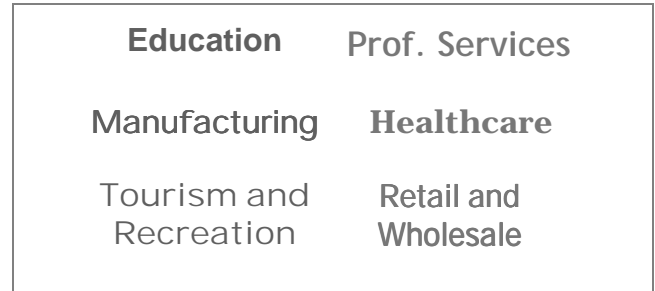 Education
Prof. Services
Manufacturing
Healthcare
Tourism and
Recreation
Retail and
Wholesale